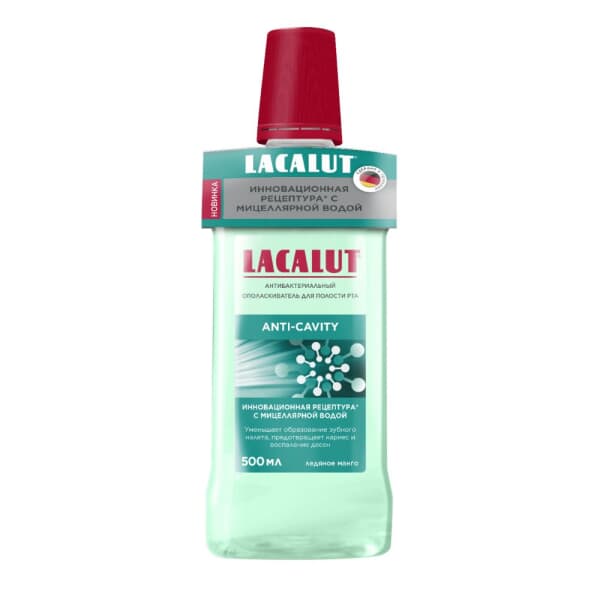 LACALUT
НОВИНКА
ИННОВАЦИОННАЯ
РЕЦЕПТУРА* С
МИЦЕЛЛЯРНОЙ ВОДОЙ
LACALUT
АНТИБАКТЕРИАЛЬНЫЙ
ОПОЛАСКИВАТЕЛЬ ДЛЯ ПОЛОСТИ РТА
ANTI-CAVITY
ИННОВАЦИОННАЯ РЕЦЕПТУРА*
С МИЦЕЛЛЯРНОЙ ВОДОЙ
Уменьшает образование зубного
налета, предотвращает кариес и
воспаление десен
500 МЛ
ледяное манго